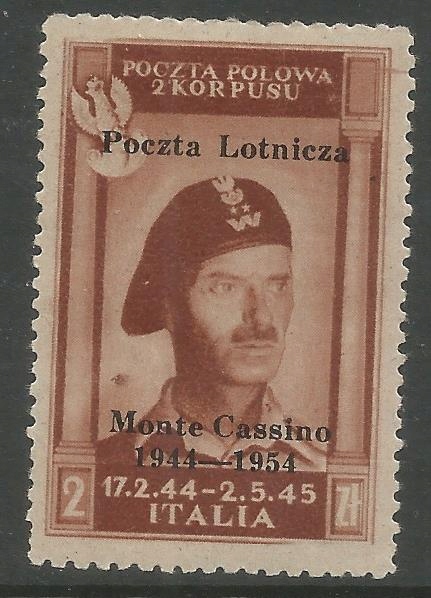 POCZTA POLOWA
2 KORPUSU
Poczta Lotnicza
Monte Cassino
1944—1954
2 17.2.44-2.5.45 Zł
ITALIA